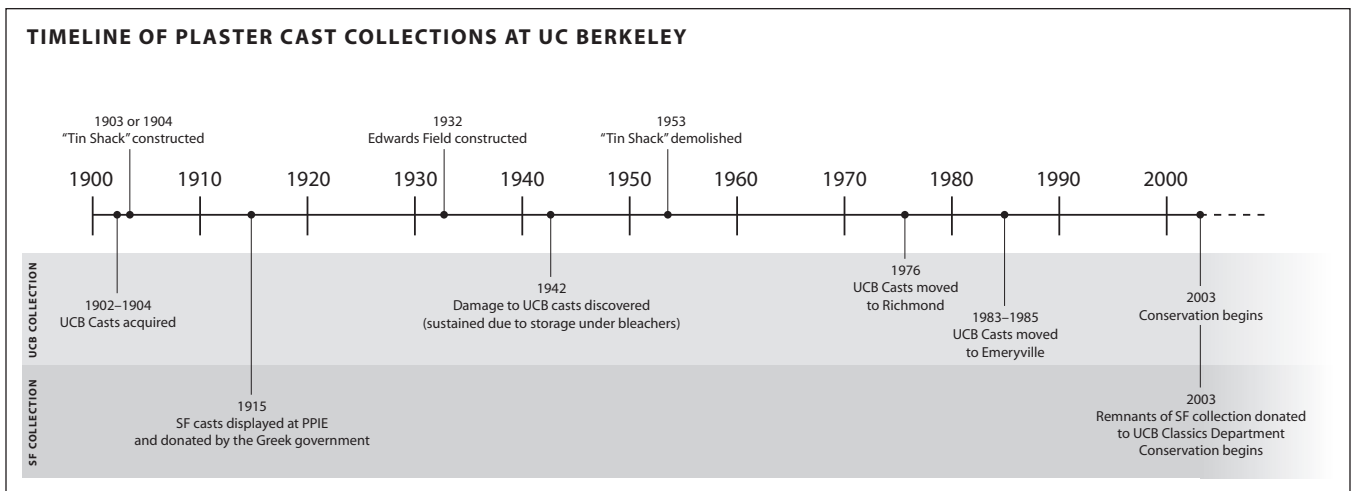 TIMELINE OF PLASTER CAST COLLECTIONS AT UC BERKELEY
1903 or 1904
“Tin Shack” constructed
1932
Edwards Field constructed
1953
“Tin Shack” demolished
1900 1910 1920 1930 1940 1950 1960 1970 1980 1990 2000
UCB COLLECTION
1902–1904
UCB Casts acquired
1942
Damage to UCB casts discovered
(sustained due to storage under bleachers)
1976
UCB Casts moved
to Richmond
1983–1985
UCB Casts moved
to Emeryville
2003
Conservation begins
SF COLLECTION
1915
SF casts displayed at PPIE
and donated by the Greek government
2003
Remnants of SF collection donated
to UCB Classics Department
Conservation begins